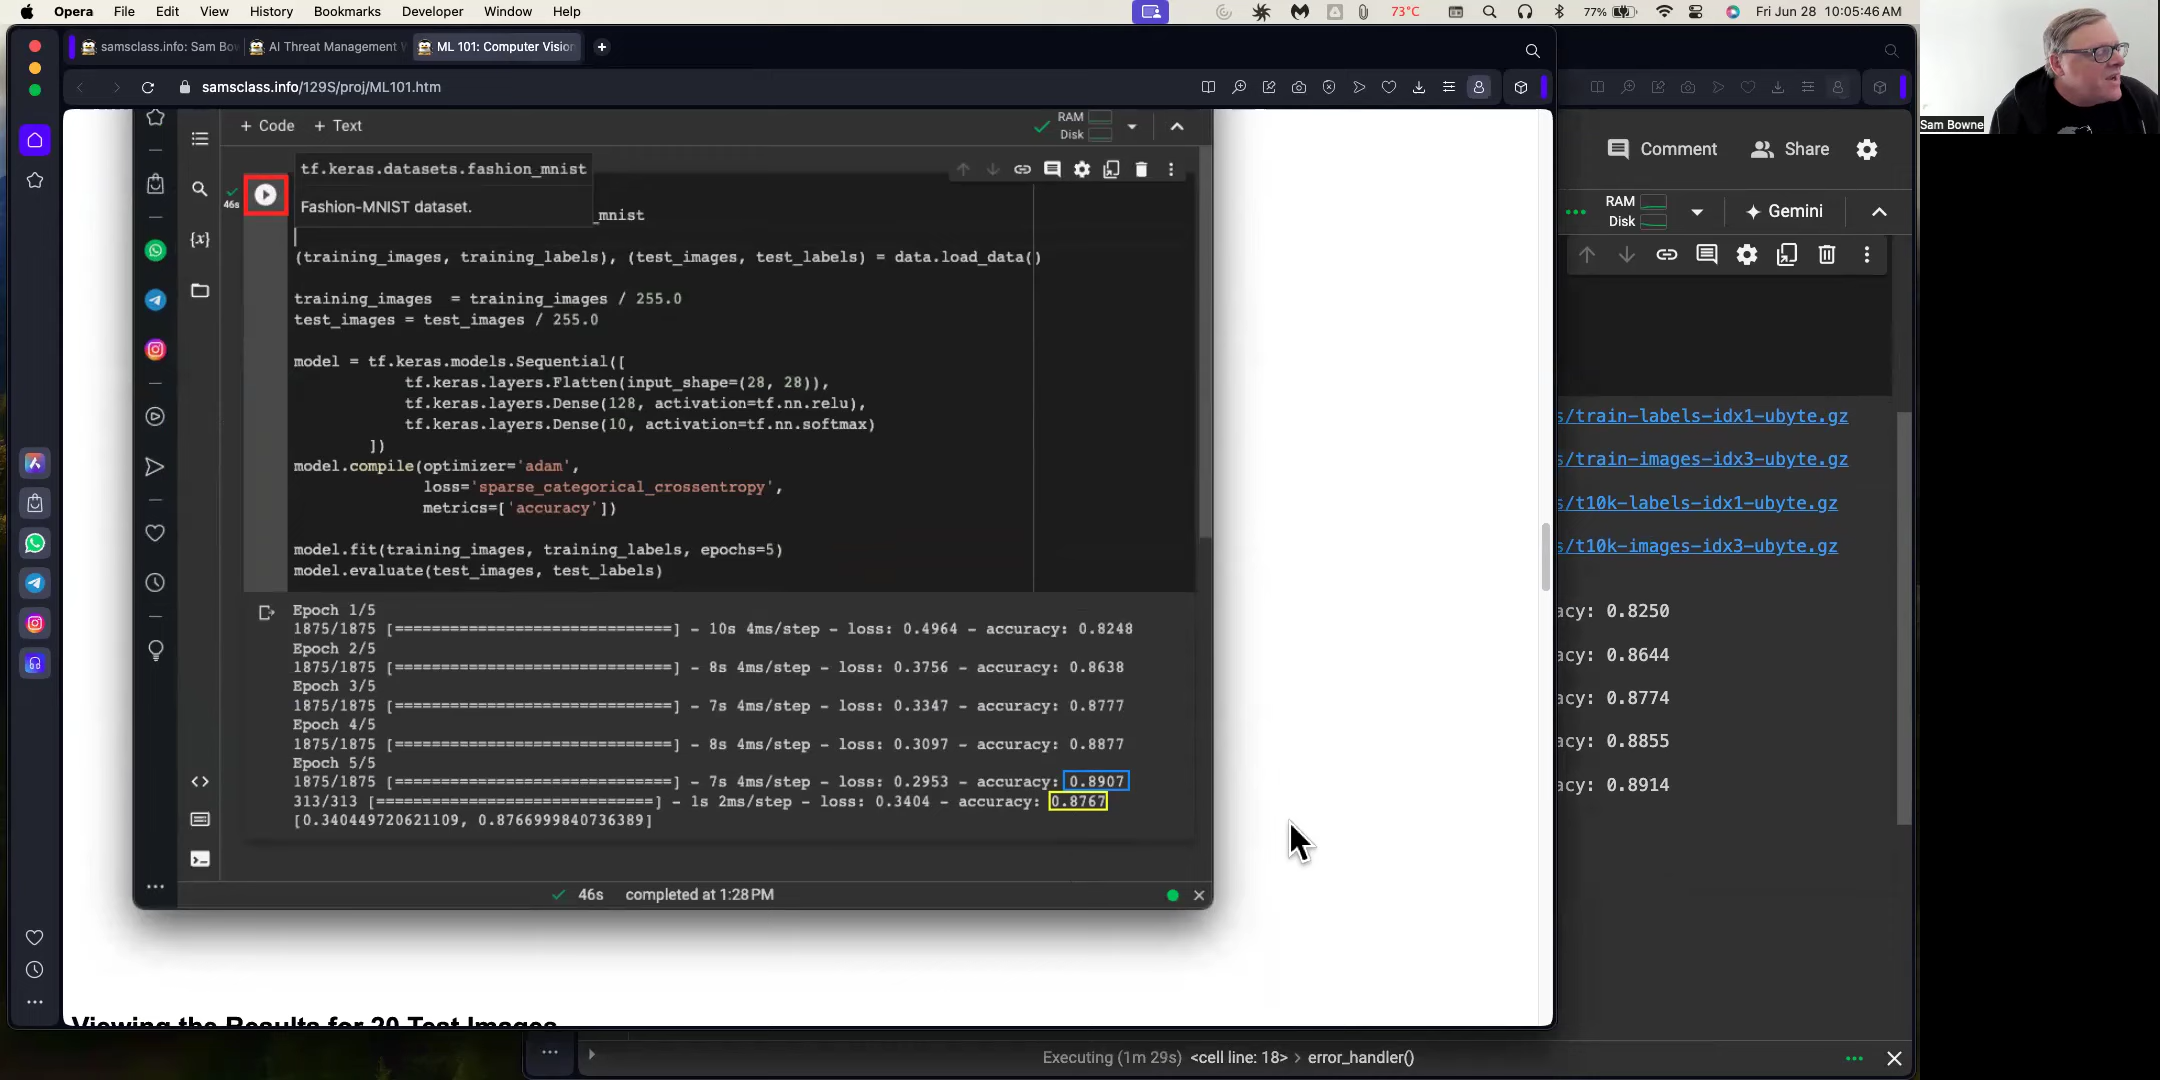 Opera File Edit View History Bookmarks Developer Window Help
73°C 77% Fri Jun 28 10:05:46 AM
samsclass.info: Sam Bow
AI Threat Management W
ML 101: Computer Vision
samsclass.info/129S/proj/ML101.htm
Sam Bowne
+ Code + Text
RAM
Disk
Comment Share
RAM
Disk
Gemini
tf.keras.datasets.fashion_mnist
Fashion-MNIST dataset.
46s
_mnist
(training_images, training_labels), (test_images, test_labels) = data.load_data()
training_images  = training_images / 255.0
test_images = test_images / 255.0
model = tf.keras.models.Sequential([
tf.keras.layers.Flatten(input_shape=(28, 28)),
tf.keras.layers.Dense(128, activation=tf.nn.relu),
tf.keras.layers.Dense(10, activation=tf.nn.softmax)
])
model.compile(optimizer='adam',
loss='sparse_categorical_crossentropy',
metrics=['accuracy'])
model.fit(training_images, training_labels, epochs=5)
model.evaluate(test_images, test_labels)
Epoch 1/5
1875/1875 [==============================] - 10s 4ms/step - loss: 0.4964 - accuracy: 0.8248
Epoch 2/5
1875/1875 [==============================] - 8s 4ms/step - loss: 0.3756 - accuracy: 0.8638
Epoch 3/5
1875/1875 [==============================] - 7s 4ms/step - loss: 0.3347 - accuracy: 0.8777
Epoch 4/5
1875/1875 [==============================] - 8s 4ms/step - loss: 0.3097 - accuracy: 0.8877
Epoch 5/5
1875/1875 [==============================] - 7s 4ms/step - loss: 0.2953 - accuracy: 0.8907
313/313 [==============================] - 1s 2ms/step - loss: 0.3404 - accuracy: 0.8767
[0.340449720621109, 0.8766999840736389]
46s completed at 1:28 PM
Viewing the Results for 20 Test Images
s/train-labels-idx1-ubyte.gz
s/train-images-idx3-ubyte.gz
s/t10k-labels-idx1-ubyte.gz
s/t10k-images-idx3-ubyte.gz
acy: 0.8250
acy: 0.8644
acy: 0.8774
acy: 0.8855
acy: 0.8914
Executing (1m 29s) <cell line: 18> > error_handler()